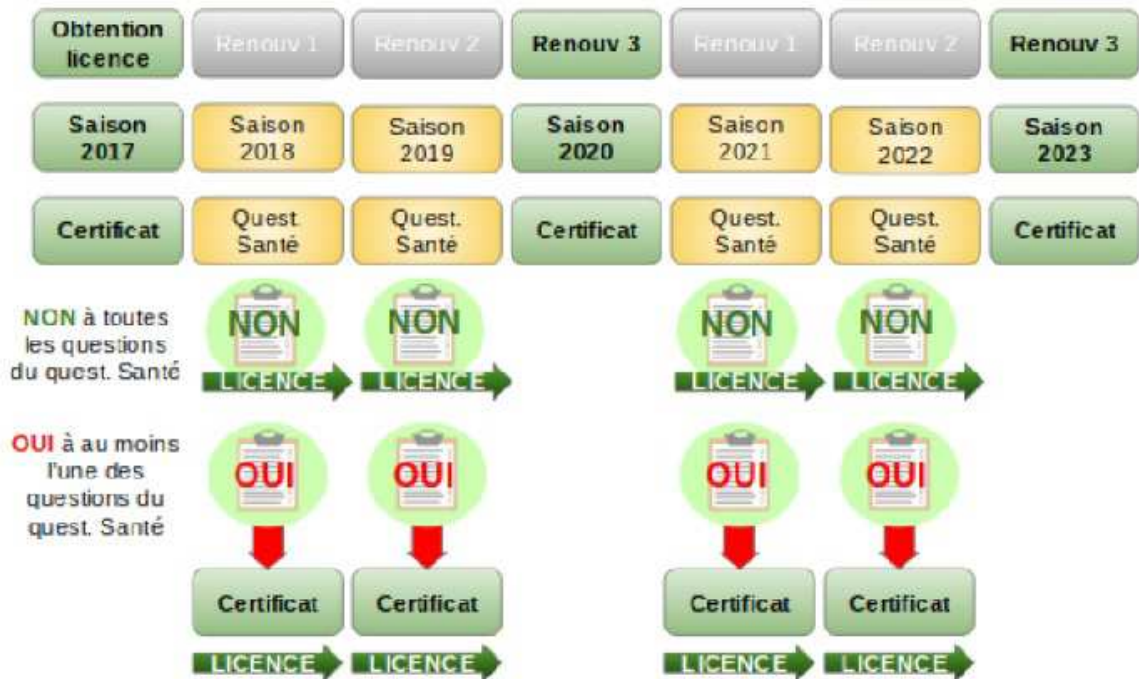 Obtention
licence
Renouv 1
Renouv 2
Renouv 3
Renouv 1
Renouv 2
Renouv 3
Saison
2017
Saison
2018
Saison
2019
Saison
2020
Saison
2021
Saison
2022
Saison
2023
Certificat
Quest.
Santé
Quest.
Santé
Certificat
Quest.
Santé
Quest.
Santé
Certificat
NON à toutes
les questions
du quest. Santé
NON
NON
NON
NON
LICENCE
LICENCE
LICENCE
LICENCE
OUI à au moins
l'une des
questions du
quest. Santé
OUI
OUI
OUI
OUI
Certificat
Certificat
Certificat
Certificat
LICENCE
LICENCE
LICENCE
LICENCE